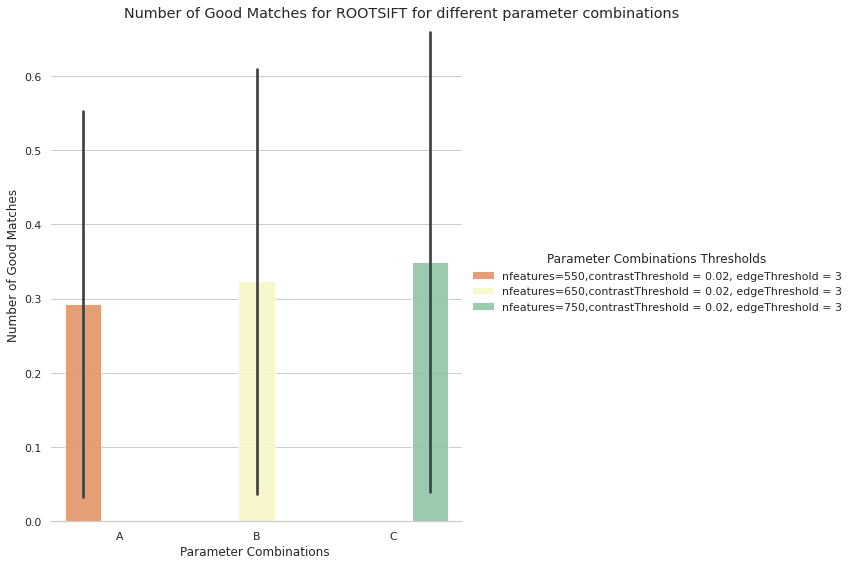 Number of Good Matches for ROOTSIFT for different parameter combinations
Number of Good Matches
0.6
0.5
0.4
0.3
0.2
0.1
0.0
A
B
C
Parameter Combinations
Parameter Combinations Thresholds
nfeatures=550,contrastThreshold = 0.02, edgeThreshold = 3
nfeatures=650,contrastThreshold = 0.02, edgeThreshold = 3
nfeatures=750,contrastThreshold = 0.02, edgeThreshold = 3